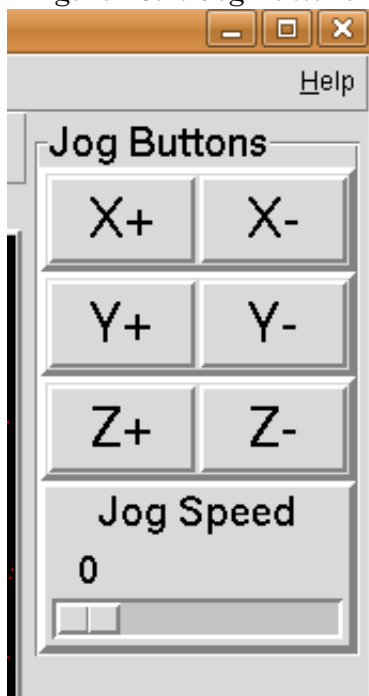 Help
Jog Buttons
X+ X-
Y+ Y-
Z+ Z-
Jog Speed
0